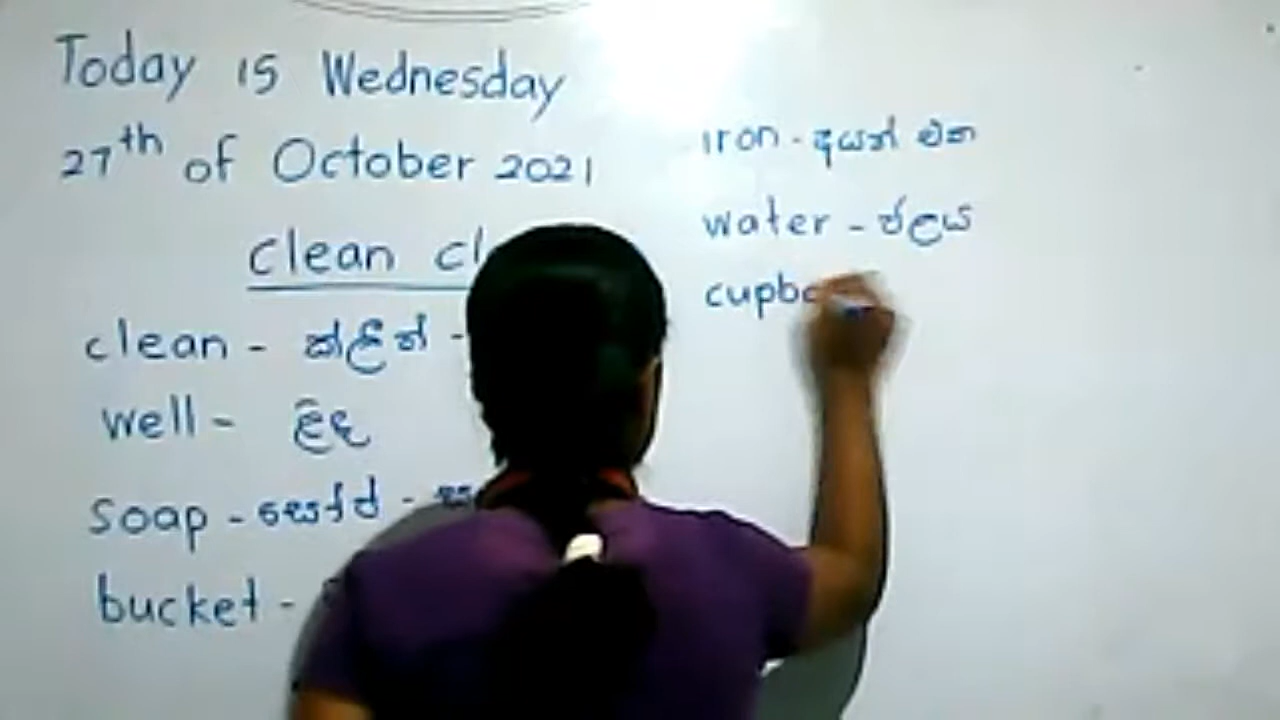 Today is Wednesday
27th of October 2021
clean cl
clean - ක්ලීන් -
well - ළිඳ
soap - සෝප් - ස
bucket -
iron - අයන් එක
water - ජලය
cupbo